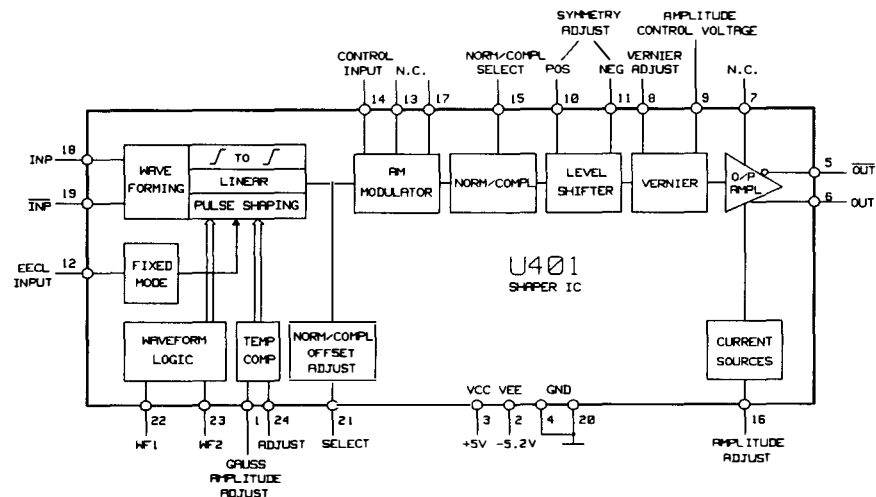 SYMMETRY
ADJUST
AMPLITUDE
CONTROL VOLTAGE
CONTROL
INPUT
N.C.
NORM/COMPL
SELECT
POS
NEG
VERNIER
ADJUST
N.C.
14
13
17
15
10
11
8
9
7
18
INP
19
INP
WAVE
FORMING
TO
LINEAR
PULSE SHAPING
AM
MODULATOR
NORM/COMPL
LEVEL
SHIFTER
VERNIER
O/P
AMPL
5
OUT
6
OUT
12
EECL
INPUT
FIXED
MODE
U401
SHAPER IC
WAVEFORM
LOGIC
TEMP
COMP
NORM/COMPL
OFFSET
ADJUST
CURRENT
SOURCES
VCC
VEE
GND
22
23
1
24
21
3
2
4
20
16
WF1
WF2
ADJUST
SELECT
+5V
-5.2V
AMPLITUDE
ADJUST
GAUSS
AMPLITUDE
ADJUST